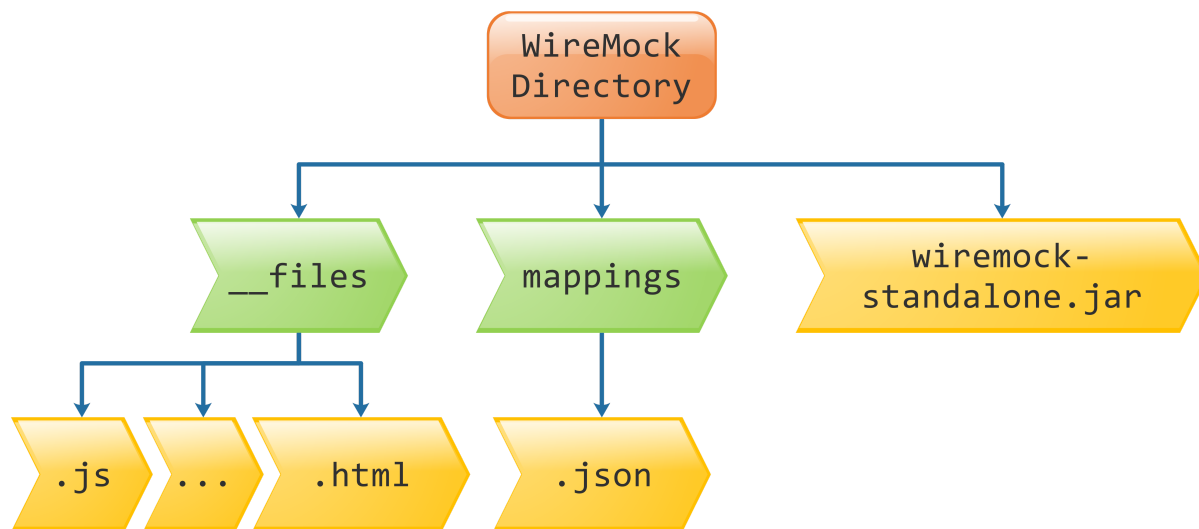 WireMock
Directory
__files
mappings
wiremock-
standalone.jar
.js
...
.html
.json